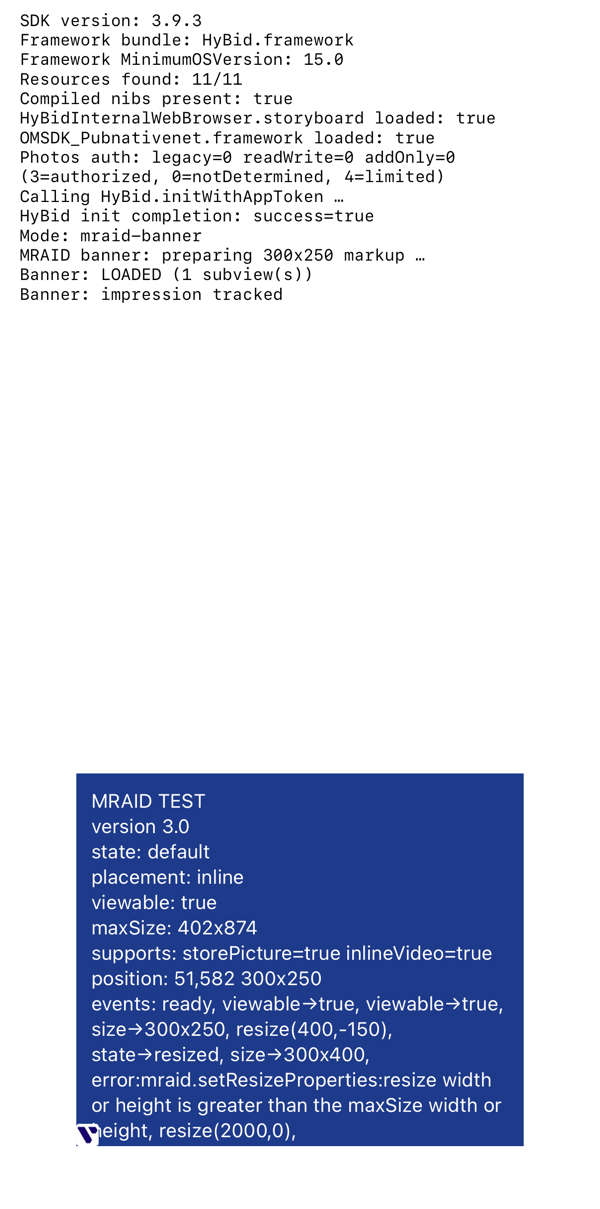 SDK version: 3.9.3
Framework bundle: HyBid.framework
Framework MinimumOSVersion: 15.0
Resources found: 11/11
Compiled nibs present: true
HyBidInternalWebBrowser.storyboard loaded: true
OMSDK_Pubnativenet.framework loaded: true
Photos auth: legacy=0 readWrite=0 addOnly=0
(3=authorized, 0=notDetermined, 4=limited)
Calling HyBid.initWithAppToken …
HyBid init completion: success=true
Mode: mraid-banner
MRAID banner: preparing 300x250 markup …
Banner: LOADED (1 subview(s))
Banner: impression tracked
MRAID TEST
version 3.0
state: default
placement: inline
viewable: true
maxSize: 402x874
supports: storePicture=true inlineVideo=true
position: 51,582 300x250
events: ready, viewable→true, viewable→true,
size→300x250, resize(400,-150),
state→resized, size→300x400,
error:mraid.setResizeProperties:resize width
or height is greater than the maxSize width or
height, resize(2000,0),